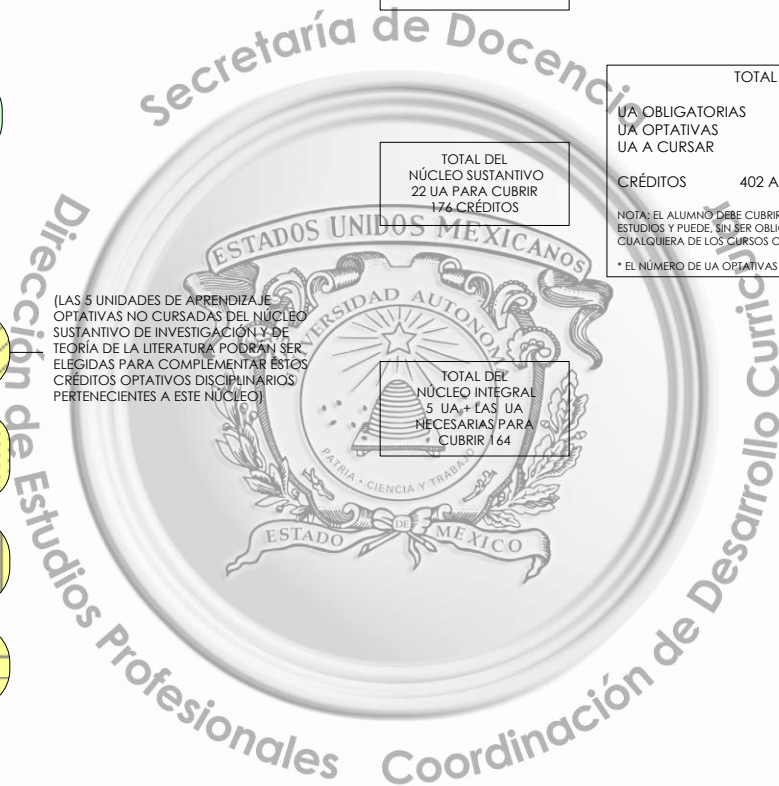 Secretaría de Docencia
TOTAL
UA OBLIGATORIAS
UA OPTATIVAS
UA A CURSAR
CRÉDITOS 402 A
NOTA: EL ALUMNO DEBE CUBRIR
ESTUDIOS Y PUEDE, SIN SER OBLI
CUALQUIERA DE LOS CURSOS O
* EL NÚMERO DE UA OPTATIVAS
TOTAL DEL
NÚCLEO SUSTANTIVO
22 UA PARA CUBRIR
176 CRÉDITOS
ESTADOS UNIDOS MEXICANOS
UNIVERSIDAD AUTONOMA
(LAS 5 UNIDADES DE APRENDIZAJE
OPTATIVAS NO CURSADAS DEL NÚCLEO
SUSTANTIVO DE INVESTIGACIÓN Y DE
TEORÍA DE LA LITERATURA PODRÁN SER
ELEGIDAS PARA COMPLEMENTAR ÉSTOS
CRÉDITOS OPTATIVOS DISCIPLINARIOS
PERTENECIENTES A ESTE NÚCLEO)
TOTAL DEL
NÚCLEO INTEGRAL
5 UA + LAS UA
NECESARIAS PARA
CUBRIR 164
PATRIA · CIENCIA Y TRABAJO
ESTADO DE MEXICO
Dirección de Estudios Profesionales
Coordinación de Desarrollo Curricular